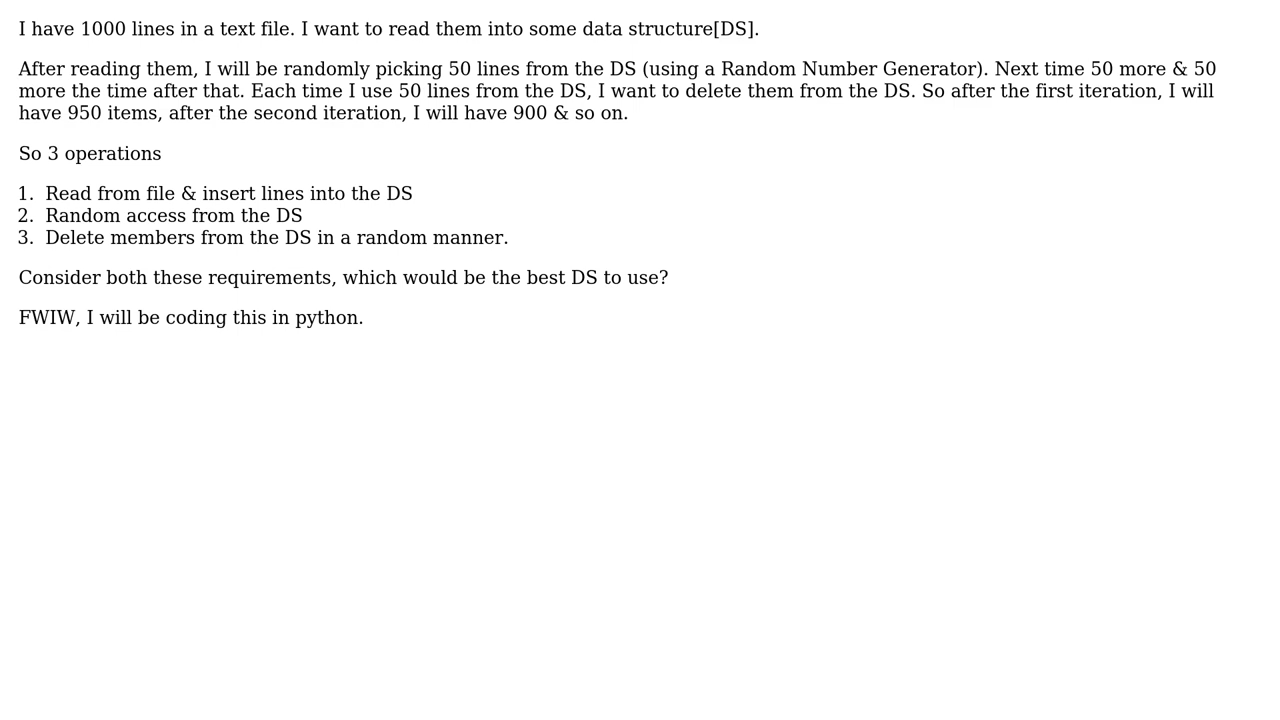 I have 1000 lines in a text file. I want to read them into some data structure[DS].
After reading them, I will be randomly picking 50 lines from the DS (using a Random Number Generator). Next time 50 more & 50
more the time after that. Each time I use 50 lines from the DS, I want to delete them from the DS. So after the first iteration, I will
have 950 items, after the second iteration, I will have 900 & so on.
So 3 operations
1. Read from file & insert lines into the DS
2. Random access from the DS
3. Delete members from the DS in a random manner.
Consider both these requirements, which would be the best DS to use?
FWIW, I will be coding this in python.